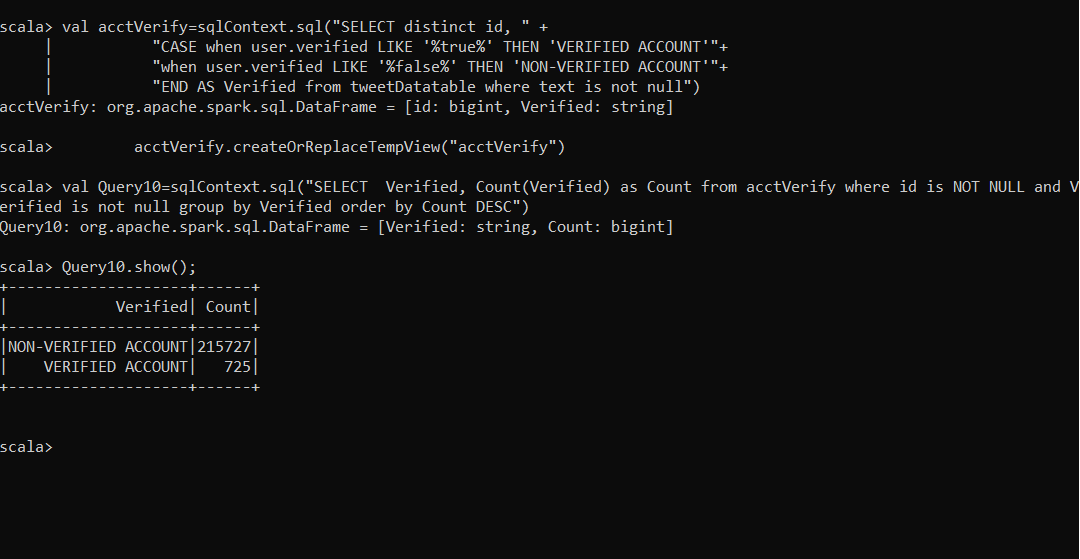 scala> val acctVerify=sqlContext.sql("SELECT distinct id, " +
     |           "CASE when user.verified LIKE '%true%' THEN 'VERIFIED ACCOUNT'"+
     |           "when user.verified LIKE '%false%' THEN 'NON-VERIFIED ACCOUNT'"+
     |           "END AS Verified from tweetDatatable where text is not null")
acctVerify: org.apache.spark.sql.DataFrame = [id: bigint, Verified: string]
scala>         acctVerify.createOrReplaceTempView("acctVerify")
scala> val Query10=sqlContext.sql("SELECT  Verified, Count(Verified) as Count from acctVerify where id is NOT NULL and V
erified is not null group by Verified order by Count DESC")
Query10: org.apache.spark.sql.DataFrame = [Verified: string, Count: bigint]
scala> Query10.show();
+--------------------+------+
|            Verified| Count|
+--------------------+------+
|NON-VERIFIED ACCOUNT|215727|
|    VERIFIED ACCOUNT|   725|
+--------------------+------+
scala>